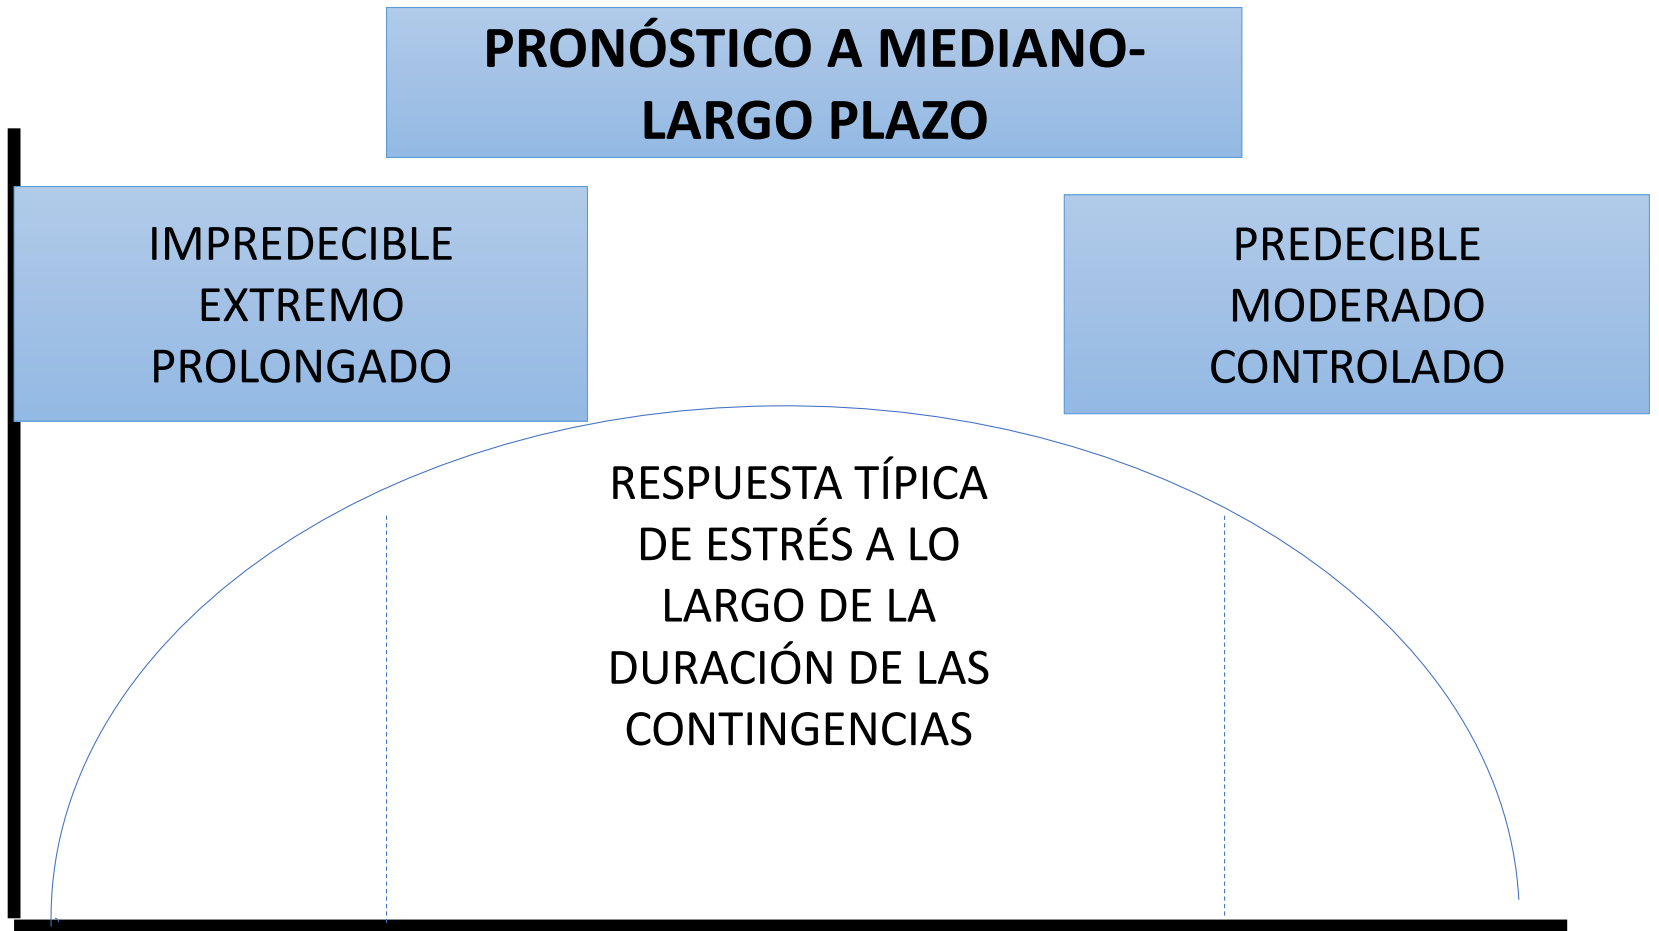 PRONÓSTICO A MEDIANO-
LARGO PLAZO
IMPREDECIBLE
EXTREMO
PROLONGADO
PREDECIBLE
MODERADO
CONTROLADO
RESPUESTA TÍPICA
DE ESTRÉS A LO
LARGO DE LA
DURACIÓN DE LAS
CONTINGENCIAS